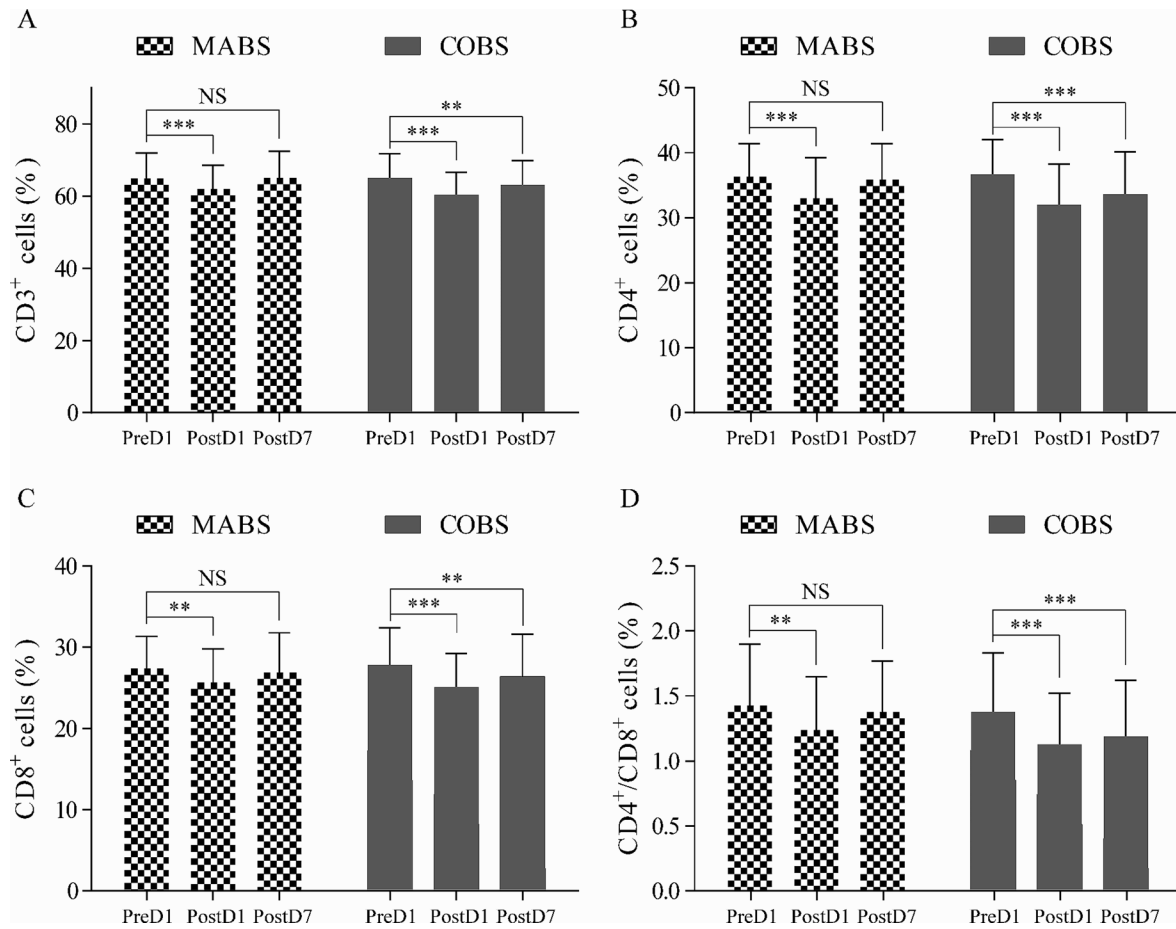 A
MABS COBS
CD3+ cells (%)
80
60
40
20
0
NS
***
**
***
PreD1 PostD1 PostD7 PreD1 PostD1 PostD7
B
MABS COBS
CD4+ cells (%)
50
40
30
20
10
0
NS
***
***
***
PreD1 PostD1 PostD7 PreD1 PostD1 PostD7
C
MABS COBS
CD8+ cells (%)
40
30
20
10
0
NS
**
**
***
PreD1 PostD1 PostD7 PreD1 PostD1 PostD7
D
MABS COBS
CD4+/CD8+ cells (%)
2.5
2.0
1.5
1.0
0.5
0.0
NS
**
***
***
PreD1 PostD1 PostD7 PreD1 PostD1 PostD7